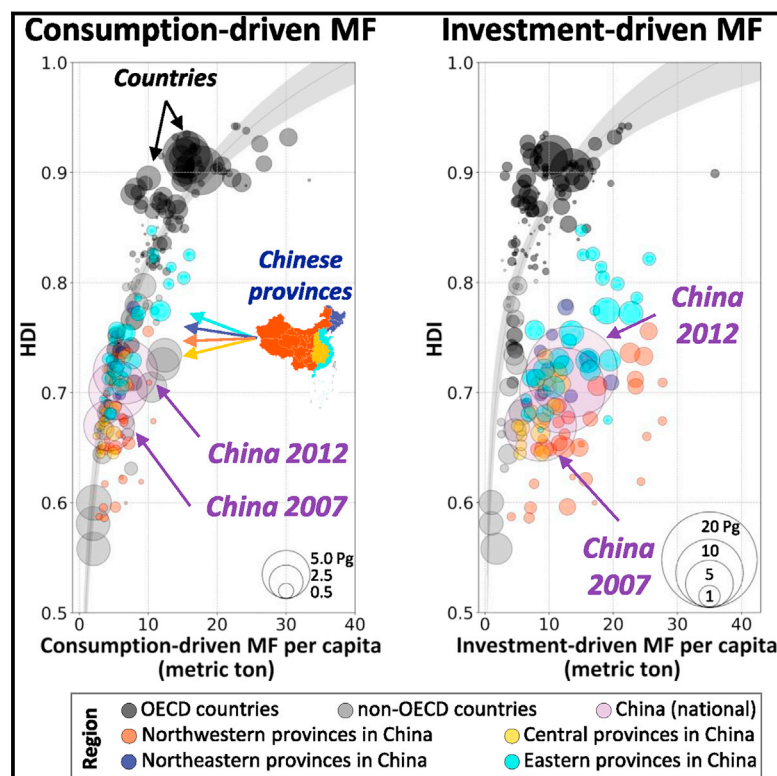 Consumption-driven MF
Investment-driven MF
1.0
0.9
0.8
0.7
0.6
0.5
HDI
Countries
Chinese
provinces
China 2012
China 2007
5.0 Pg
2.5
0.5
0
10
20
30
40
Consumption-driven MF per capita
(metric ton)
1.0
0.9
0.8
0.7
0.6
0.5
HDI
China
2012
China
2007
20 Pg
10
5
1
0
10
20
30
40
Investment-driven MF per capita
(metric ton)
Region
OECD countries
non-OECD countries
China (national)
Northwestern provinces in China
Central provinces in China
Northeastern provinces in China
Eastern provinces in China